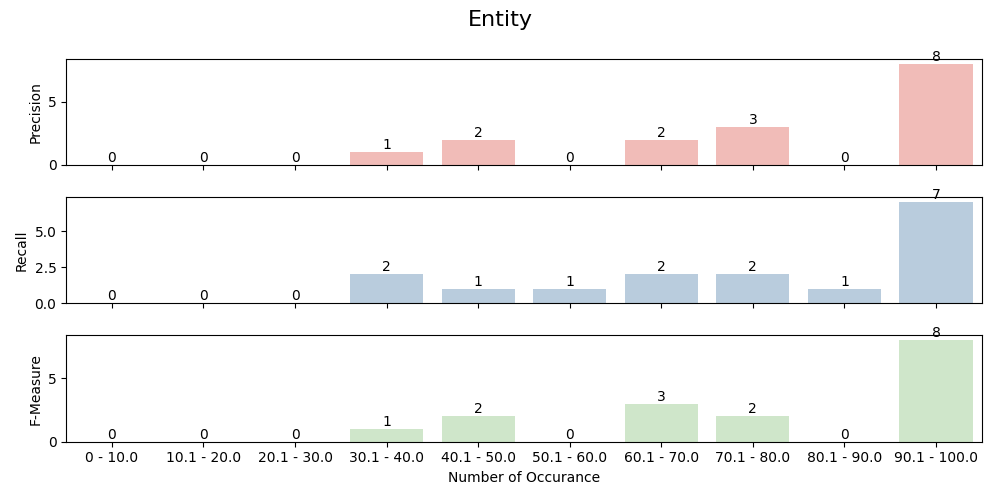 Entity
Precision
5
0
0 0 0 1 2 0 2 3 0 8
Recall
5.0
2.5
0.0
0 0 0 2 1 1 2 2 1 7
F-Measure
5
0
0 0 0 1 2 0 3 2 0 8
0 - 10.0 10.1 - 20.0 20.1 - 30.0 30.1 - 40.0 40.1 - 50.0 50.1 - 60.0 60.1 - 70.0 70.1 - 80.0 80.1 - 90.0 90.1 - 100.0
Number of Occurance